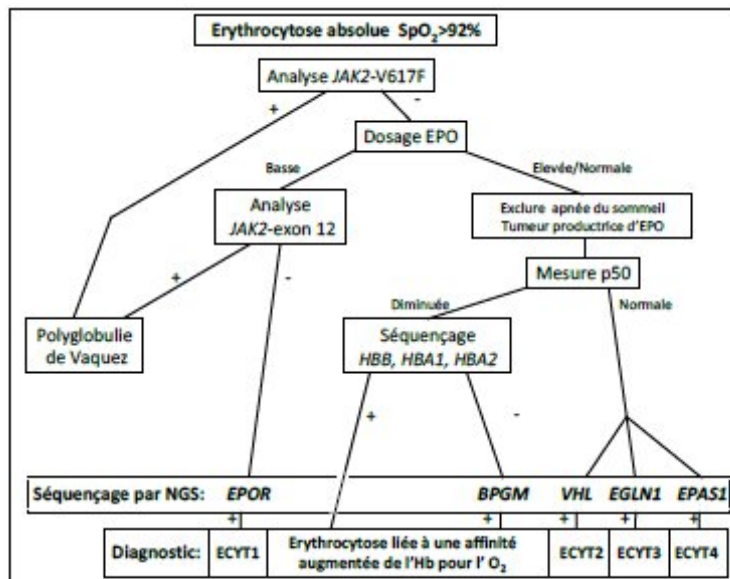 Erythrocytose absolue SpO₂>92%
Analyse JAK2-V617F
+
-
Dosage EPO
Basse
Elevée/Normale
Analyse
JAK2-exon 12
Exclure apnée du sommeil
Tumeur productrice d'EPO
+
-
Mesure p50
Diminuée
Normale
Polyglobulie
de Vaquez
Séquençage
HBB, HBA1, HBA2
+
-
Séquençage par NGS: EPOR BPGM VHL EGLN1 EPAS1
+ + + + +
Diagnostic: ECYT1 Erythrocytose liée à une affinité augmentée de l'Hb pour l' O₂ ECYT2 ECYT3 ECYT4